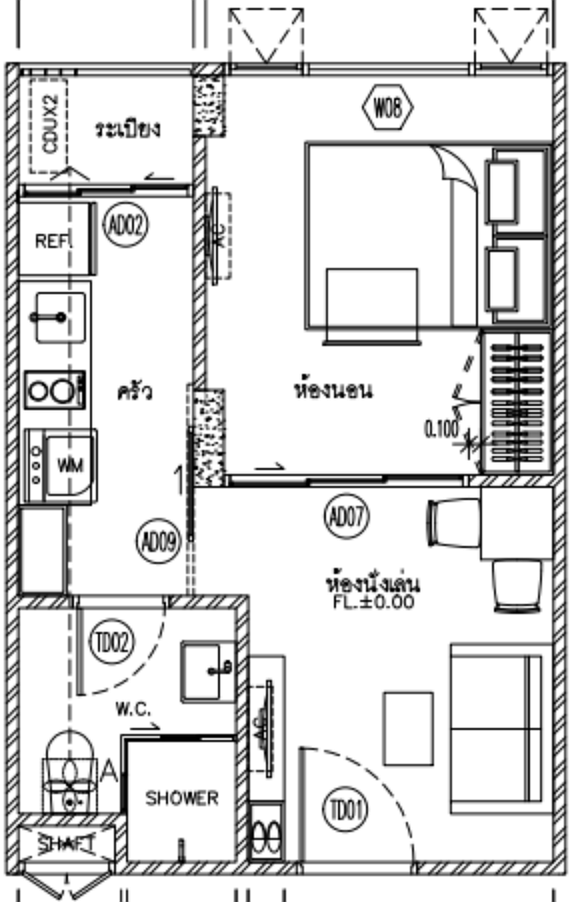 W08
CDUX2
ระเบียง
AD02
AC
REF.
ครัว
ห้องนอน
0.100
WM
AD07
AD09
ห้องนั่งเล่น
FL.±0.00
TD02
W.C.
AC
A
SHOWER
TD01
SHAFT